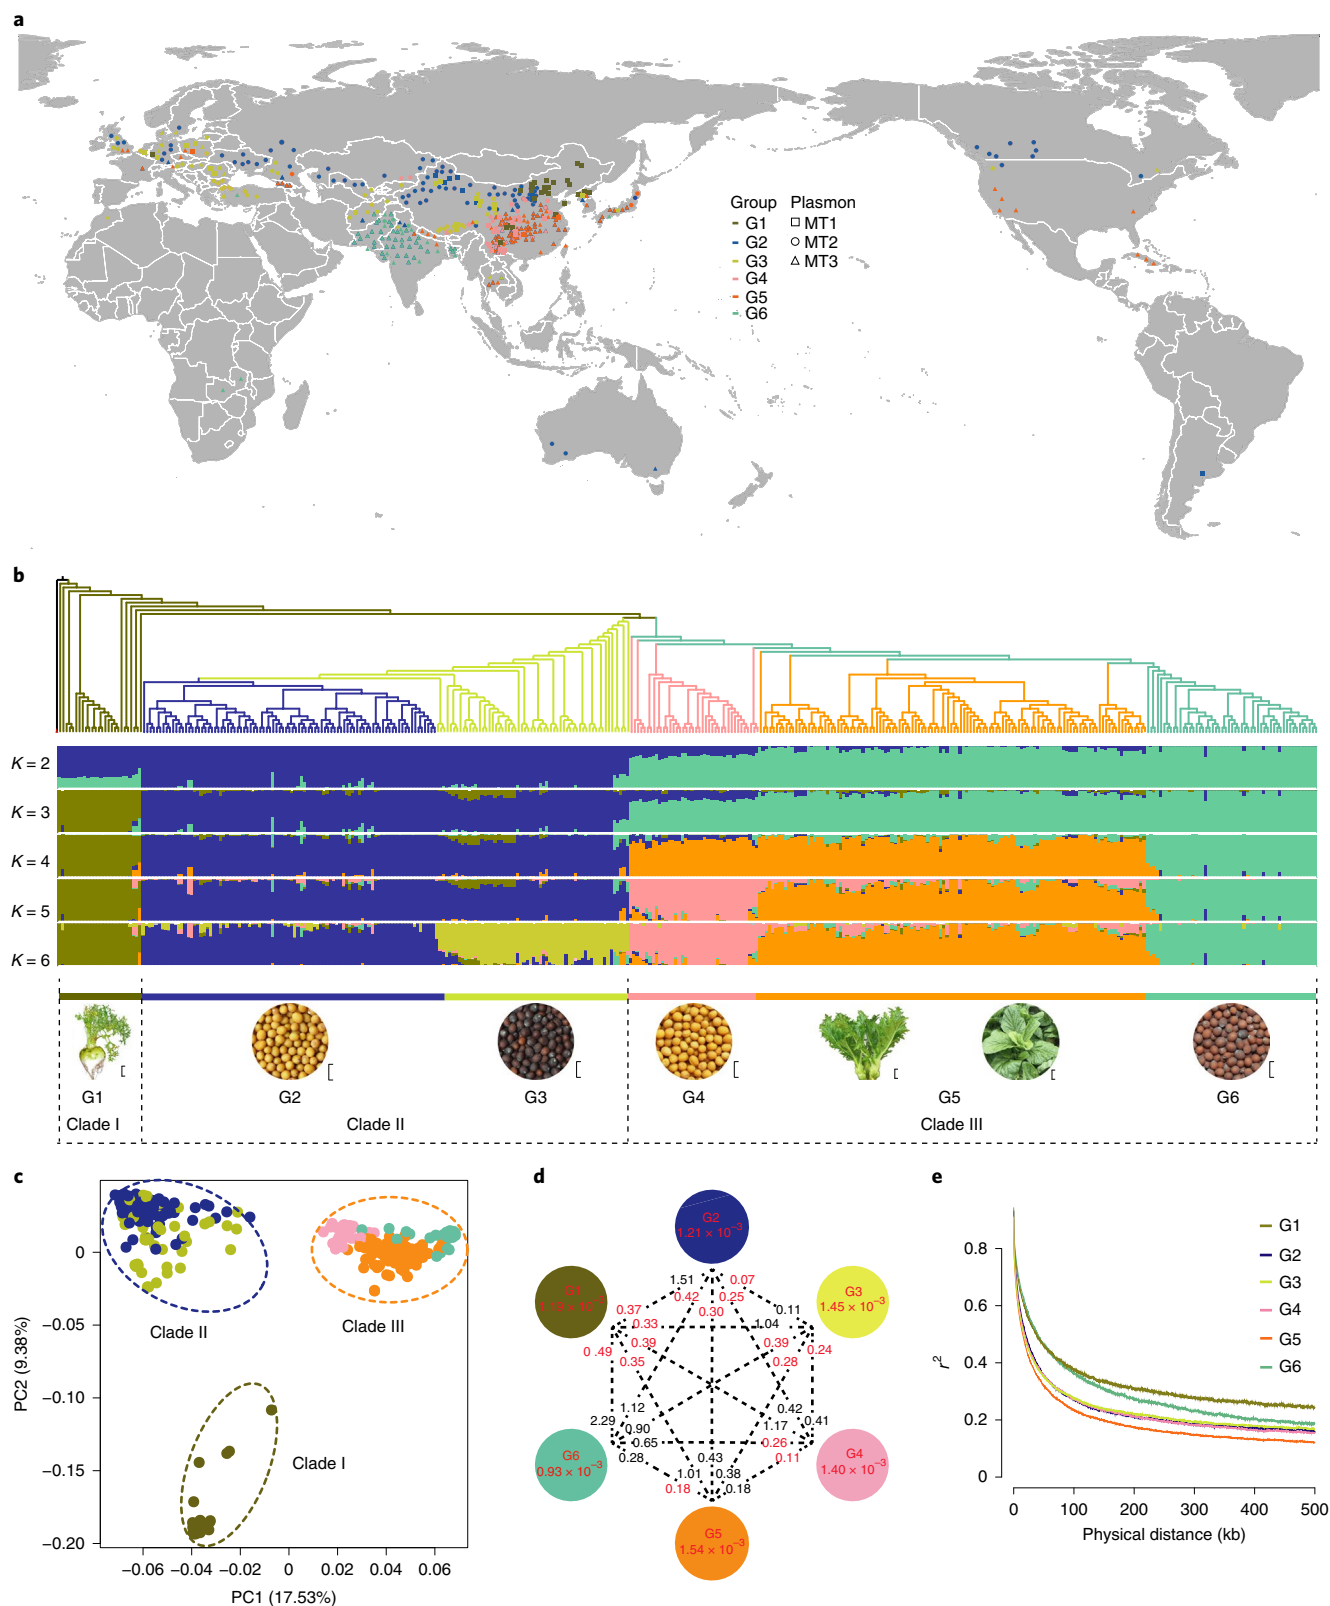 a
Group Plasmon
G1 MT1
G2 MT2
G3 MT3
G4
G5
G6
b
K = 2
K = 3
K = 4
K = 5
K = 6
G1 G2 G3 G4 G5 G6
Clade I Clade II Clade III
c
PC2 (9.38%)
0
−0.05
−0.10
−0.15
−0.20
Clade II
Clade III
Clade I
−0.06 −0.04 −0.02 0 0.02 0.04 0.06
PC1 (17.53%)
d
G2
1.21 × 10−3
G1
G3
1.45 × 10−3
1.51 0.07
0.42 0.25
0.37 0.30 0.11
0.33 1.04
0.39 0.39
0.49 0.24
0.35 0.28
1.12 0.42
2.29 0.41
0.90 1.17
0.65 0.26
0.28 0.43 0.11
1.01 0.38
0.18 0.18
G6
0.93 × 10−3
G4
1.40 × 10−3
G5
1.54 × 10−3
e
r2
0.8
0.6
0.4
0.2
0
G1
G2
G3
G4
G5
G6
0 100 200 300 400 500
Physical distance (kb)